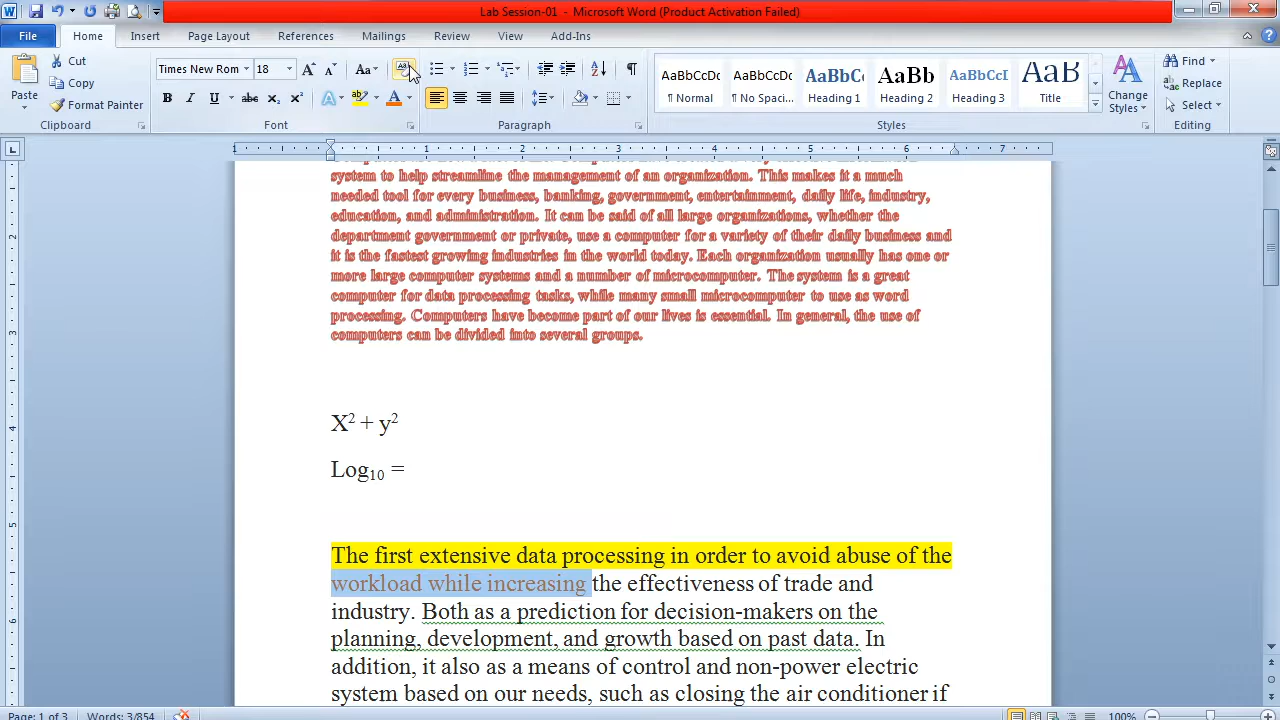 Lab Session-01 - Microsoft Word (Product Activation Failed)
File Home Insert Page Layout References Mailings Review View Add-Ins
Paste
Cut
Copy
Format Painter
Clipboard
Times New Rom 18
Font
Paragraph
AaBbCcDc AaBbCcDc AaBbC AaBb AaBbCcI AaB
¶ Normal ¶ No Spaci... Heading 1 Heading 2 Heading 3 Title
Change Styles
Styles
Find
Replace
Select
Editing
1 1 2 3 4 5 6 7
system to help streamline the management of an organization. This makes it a much
needed tool for every business, banking, government, entertainment, daily life, industry,
education, and administration. It can be said of all large organizations, whether the
department government or private, use a computer for a variety of their daily business and
it is the fastest growing industries in the world today. Each organization usually has one or
more large computer systems and a number of microcomputer. The system is a great
computer for data processing tasks, while many small microcomputer to use as word
processing. Computers have become part of our lives is essential. In general, the use of
computers can be divided into several groups.
X² + y²
Log₁₀ =
The first extensive data processing in order to avoid abuse of the
workload while increasing the effectiveness of trade and
industry. Both as a prediction for decision-makers on the
planning, development, and growth based on past data. In
addition, it also as a means of control and non-power electric
system based on our needs, such as closing the air conditioner if
Page: 1 of 3 Words: 3/854 100%